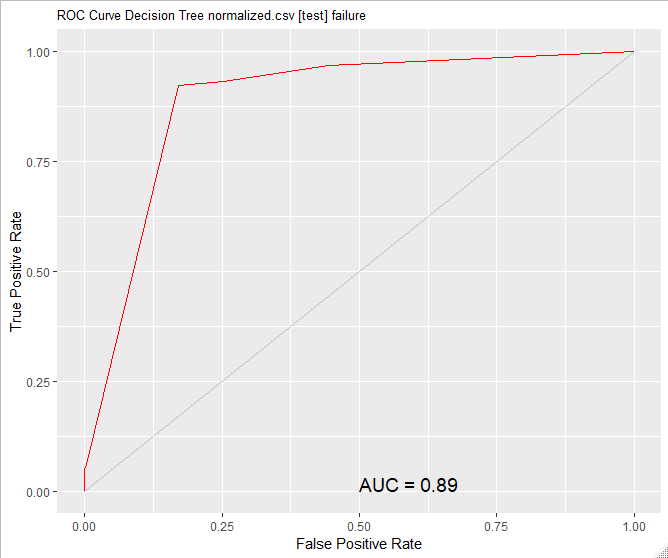 ROC Curve Decision Tree normalized.csv [test] failure
1.00
0.75
0.50
0.25
0.00
True Positive Rate
AUC = 0.89
0.00 0.25 0.50 0.75 1.00
False Positive Rate